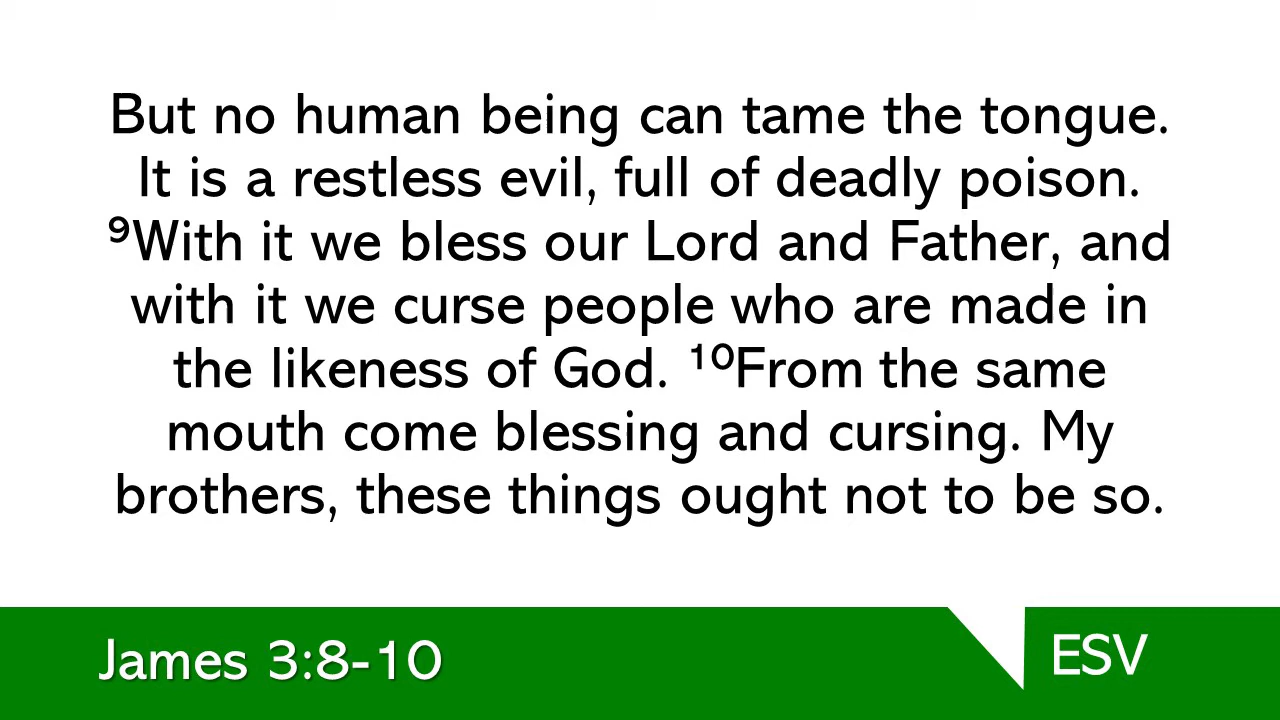 But no human being can tame the tongue.
It is a restless evil, full of deadly poison.
⁹With it we bless our Lord and Father, and
with it we curse people who are made in
the likeness of God. ¹⁰From the same
mouth come blessing and cursing. My
brothers, these things ought not to be so.
James 3:8-10
ESV